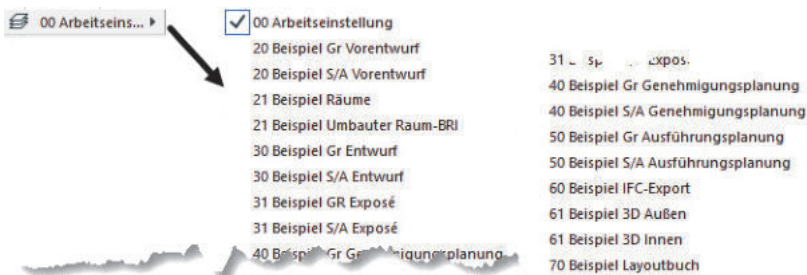 00 Arbeitseins...
00 Arbeitseinstellung
20 Beispiel Gr Vorentwurf
20 Beispiel S/A Vorentwurf
21 Beispiel Räume
21 Beispiel Umbauter Raum-BRI
30 Beispiel Gr Entwurf
30 Beispiel S/A Entwurf
31 Beispiel GR Exposé
31 Beispiel S/A Exposé
40 Gr
31
40 Beispiel Gr Genehmigungsplanung
40 Beispiel S/A Genehmigungsplanung
50 Beispiel Gr Ausführungsplanung
50 Beispiel S/A Ausführungsplanung
60 Beispiel IFC-Export
61 Beispiel 3D Außen
61 Beispiel 3D Innen
70 Beispiel Layoutbuch